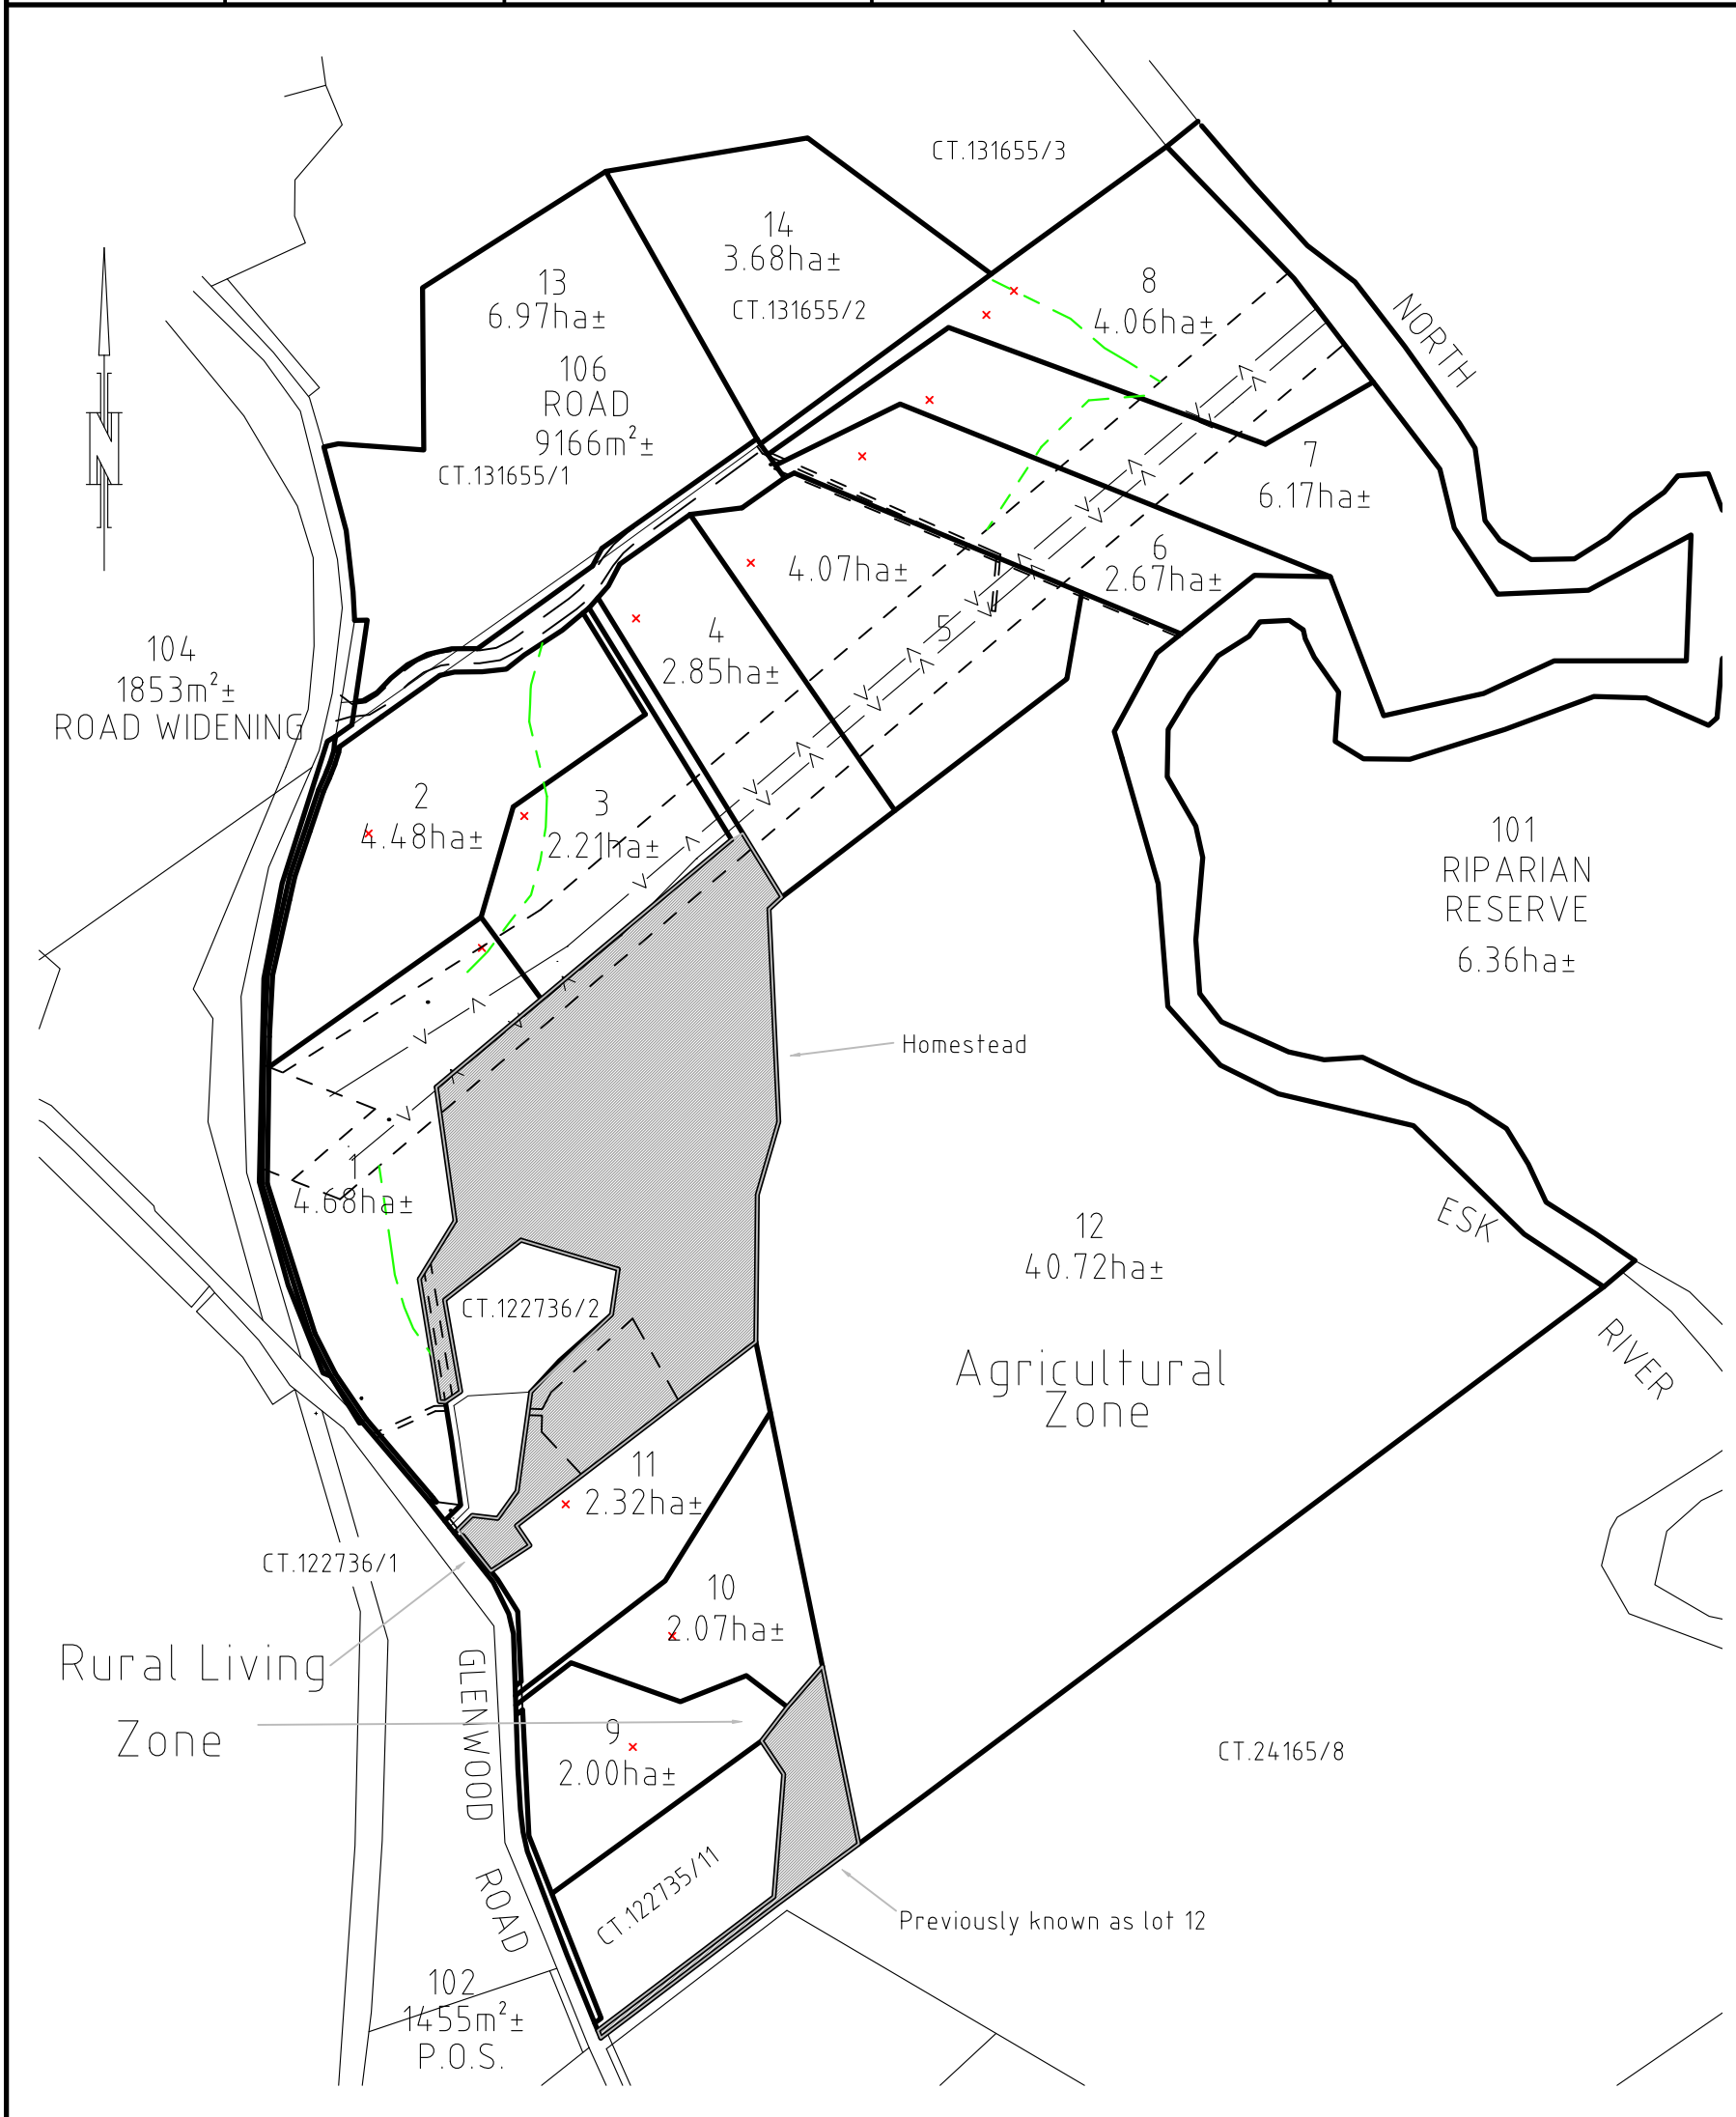 CT.131655/3
14
3.68ha±
CT.131655/2
13
6.97ha±
106
ROAD
9166m²±
CT.131655/1
8
4.06ha±
NORTH
7
6.17ha±
6
2.67ha±
4.07ha±
5
4
2.85ha±
104
1853m²±
ROAD WIDENING
2
4.48ha±
3
2.21ha±
101
RIPARIAN
RESERVE
6.36ha±
Homestead
1
4.68ha±
CT.122736/2
12
40.72ha±
ESK
RIVER
Agricultural
Zone
11
2.32ha±
CT.122736/1
10
2.07ha±
Rural Living
Zone
GLENWOOD
ROAD
9
2.00ha±
CT.24165/8
CT.122735/11
Previously known as lot 12
102
1455m²±
P.O.S.
N